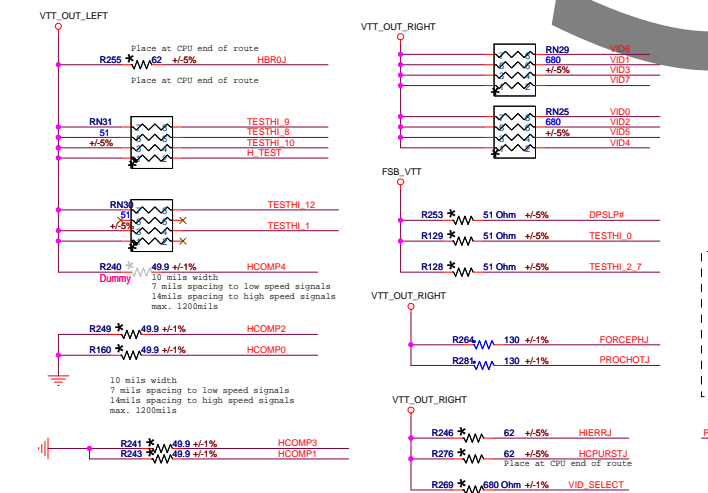 VTT_OUT_LEFT
Place at CPU end of route
R255 62 +/-5% HBR0J
Place at CPU end of route
RN31 TESTHI_9
51 TESTHI_8
+/-5% TESTHI_10
H_TEST
RN30 TESTHI_12
51
+/-5% TESTHI_1
R240 49.9 +/-1% HCOMP4
Dummy
10 mils width
7 mils spacing to low speed signals
14mils spacing to high speed signals
max. 1200mils
R249 49.9 +/-1% HCOMP2
R160 49.9 +/-1% HCOMP0
10 mils width
7 mils spacing to low speed signals
14mils spacing to high speed signals
max. 1200mils
R241 49.9 +/-1% HCOMP3
R243 49.9 +/-1% HCOMP1
VTT_OUT_RIGHT
RN29 VID6
680 VID1
+/-5% VID3
VID7
RN25 VID0
680 VID2
+/-5% VID5
VID4
FSB_VTT
R253 51 Ohm +/-5% DPSLP#
R129 51 Ohm +/-5% TESTHI_0
R128 51 Ohm +/-5% TESTHI_2_7
VTT_OUT_RIGHT
R264 130 +/-1% FORCEPHJ
R281 130 +/-1% PROCHOTJ
VTT_OUT_RIGHT
R246 62 +/-5% HIERRJ
R276 62 +/-5% HCPURSTJ
Place at CPU end of route
R269 680 Ohm +/-1% VID_SELECT